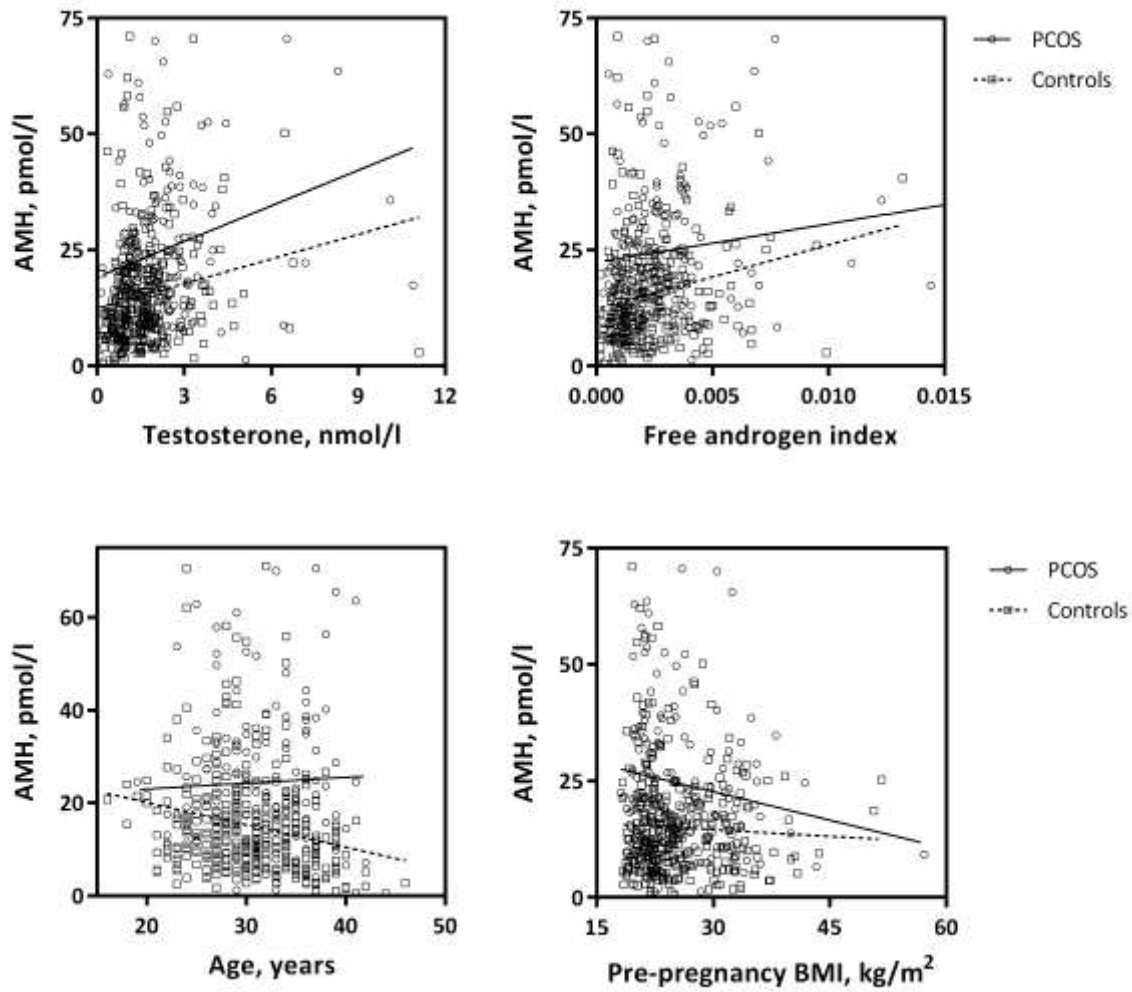 75
50
25
0
AMH, pmol/l
0 3 6 9 12
Testosterone, nmol/l
75
50
25
0
AMH, pmol/l
0.000 0.005 0.010 0.015
Free androgen index
PCOS
Controls
60
40
20
0
AMH, pmol/l
20 30 40 50
Age, years
75
50
25
0
AMH, pmol/l
15 30 45 60
Pre-pregnancy BMI, kg/m²
PCOS
Controls